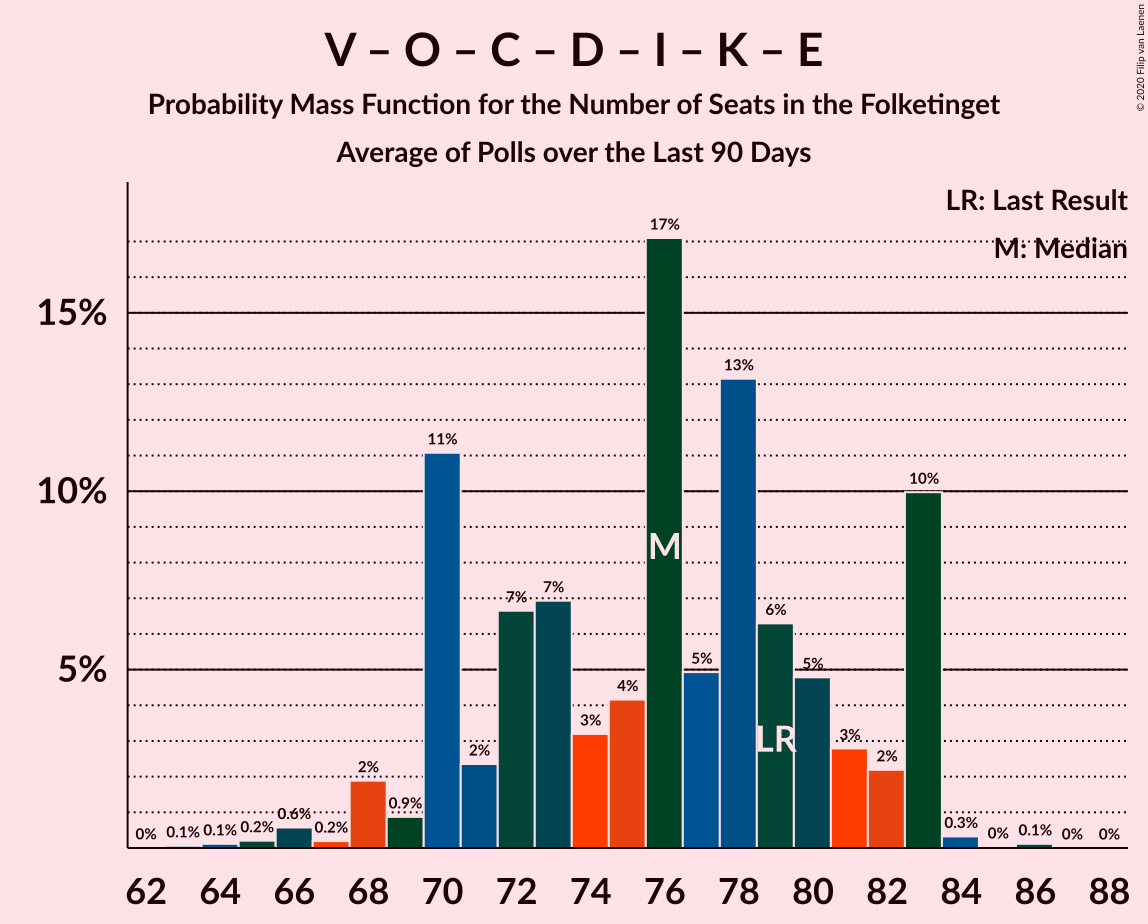 V – O – C – D – I – K – E
Probability Mass Function for the Number of Seats in the Folketinget
Average of Polls over the Last 90 Days
© 2020 Filip van Laenen
LR: Last Result
M: Median
15%
10%
5%
0% 0.1% 0.1% 0.2% 0.6% 0.2% 2% 0.9% 11% 2% 7% 7% 3% 4% 17% 5% 13% 6% 5% 3% 2% 10% 0.3% 0% 0.1% 0% 0%
M
LR
62 64 66 68 70 72 74 76 78 80 82 84 86 88